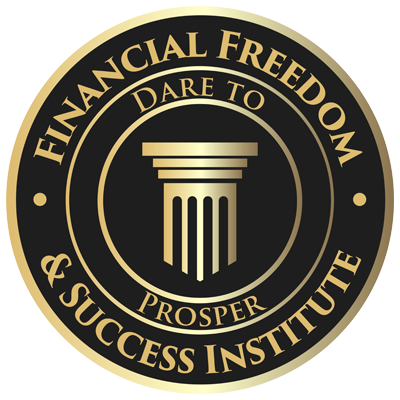 Financial Freedom
Dare to
Prosper
& Success Institute